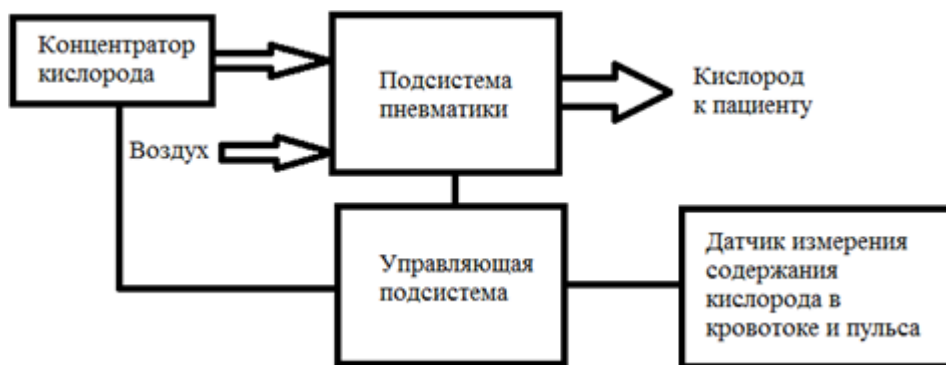 Концентратор
кислорода
Подсистема
пневматики
Кислород
к пациенту
Воздух
Управляющая
подсистема
Датчик измерения
содержания
кислорода в
кровотоке и пульса